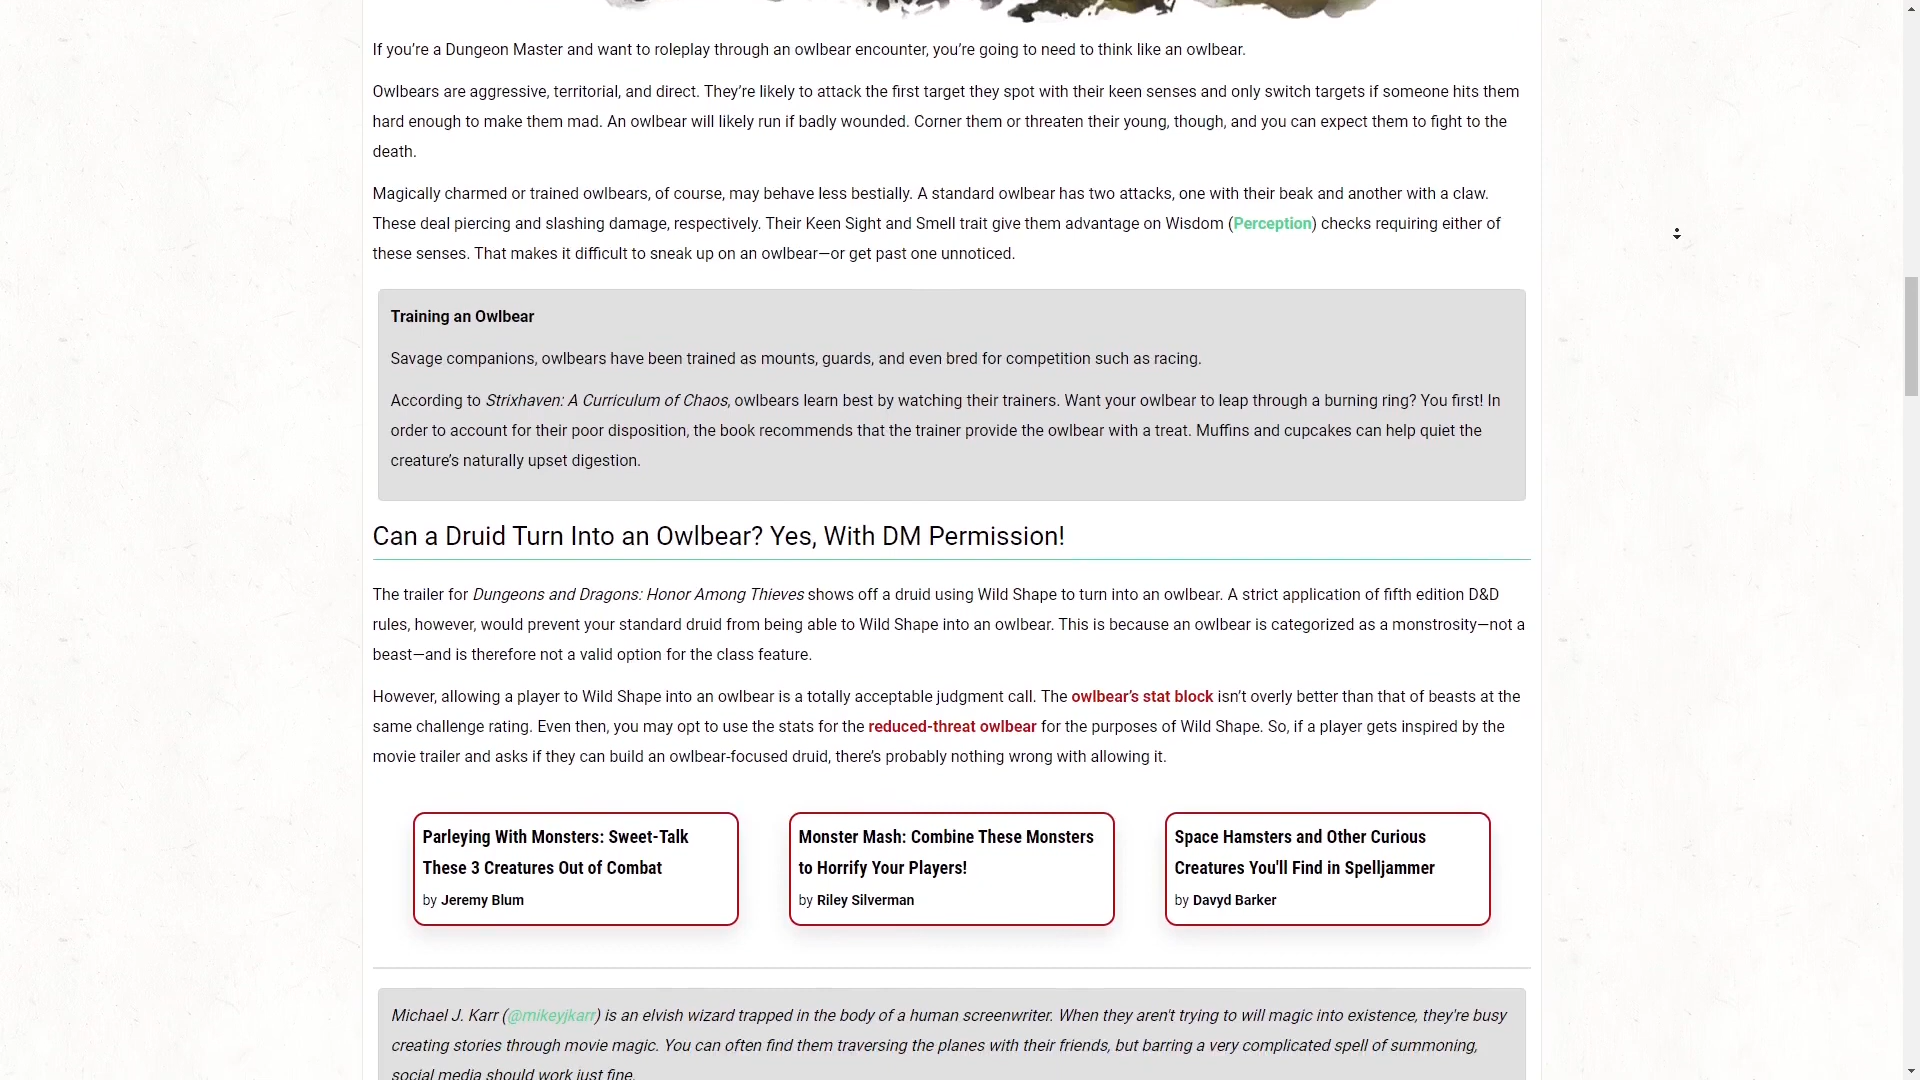 If you’re a Dungeon Master and want to roleplay through an owlbear encounter, you’re going to need to think like an owlbear.
Owlbears are aggressive, territorial, and direct. They’re likely to attack the first target they spot with their keen senses and only switch targets if someone hits them
hard enough to make them mad. An owlbear will likely run if badly wounded. Corner them or threaten their young, though, and you can expect them to fight to the
death.
Magically charmed or trained owlbears, of course, may behave less bestially. A standard owlbear has two attacks, one with their beak and another with a claw.
These deal piercing and slashing damage, respectively. Their Keen Sight and Smell trait give them advantage on Wisdom (Perception) checks requiring either of
these senses. That makes it difficult to sneak up on an owlbear—or get past one unnoticed.
Training an Owlbear
Savage companions, owlbears have been trained as mounts, guards, and even bred for competition such as racing.
According to Strixhaven: A Curriculum of Chaos, owlbears learn best by watching their trainers. Want your owlbear to leap through a burning ring? You first! In
order to account for their poor disposition, the book recommends that the trainer provide the owlbear with a treat. Muffins and cupcakes can help quiet the
creature’s naturally upset digestion.
Can a Druid Turn Into an Owlbear? Yes, With DM Permission!
The trailer for Dungeons and Dragons: Honor Among Thieves shows off a druid using Wild Shape to turn into an owlbear. A strict application of fifth edition D&D
rules, however, would prevent your standard druid from being able to Wild Shape into an owlbear. This is because an owlbear is categorized as a monstrosity—not a
beast—and is therefore not a valid option for the class feature.
However, allowing a player to Wild Shape into an owlbear is a totally acceptable judgment call. The owlbear’s stat block isn’t overly better than that of beasts at the
same challenge rating. Even then, you may opt to use the stats for the reduced-threat owlbear for the purposes of Wild Shape. So, if a player gets inspired by the
movie trailer and asks if they can build an owlbear-focused druid, there’s probably nothing wrong with allowing it.
Parleying With Monsters: Sweet-Talk
These 3 Creatures Out of Combat
by Jeremy Blum
Monster Mash: Combine These Monsters
to Horrify Your Players!
by Riley Silverman
Space Hamsters and Other Curious
Creatures You'll Find in Spelljammer
by Davyd Barker
Michael J. Karr (@mikeyjkarr) is an elvish wizard trapped in the body of a human screenwriter. When they aren't trying to will magic into existence, they're busy
creating stories through movie magic. You can often find them traversing the planes with their friends, but barring a very complicated spell of summoning,
social media should work just fine.